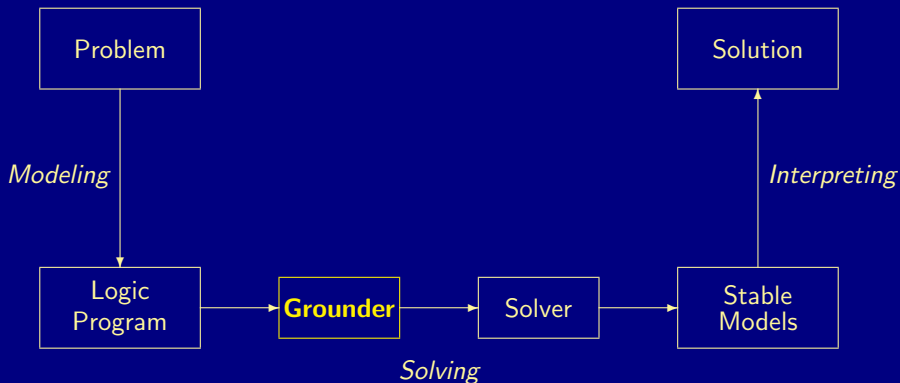 Problem
Solution
Modeling
Interpreting
Logic
Program
Grounder
Solver
Stable
Models
Solving